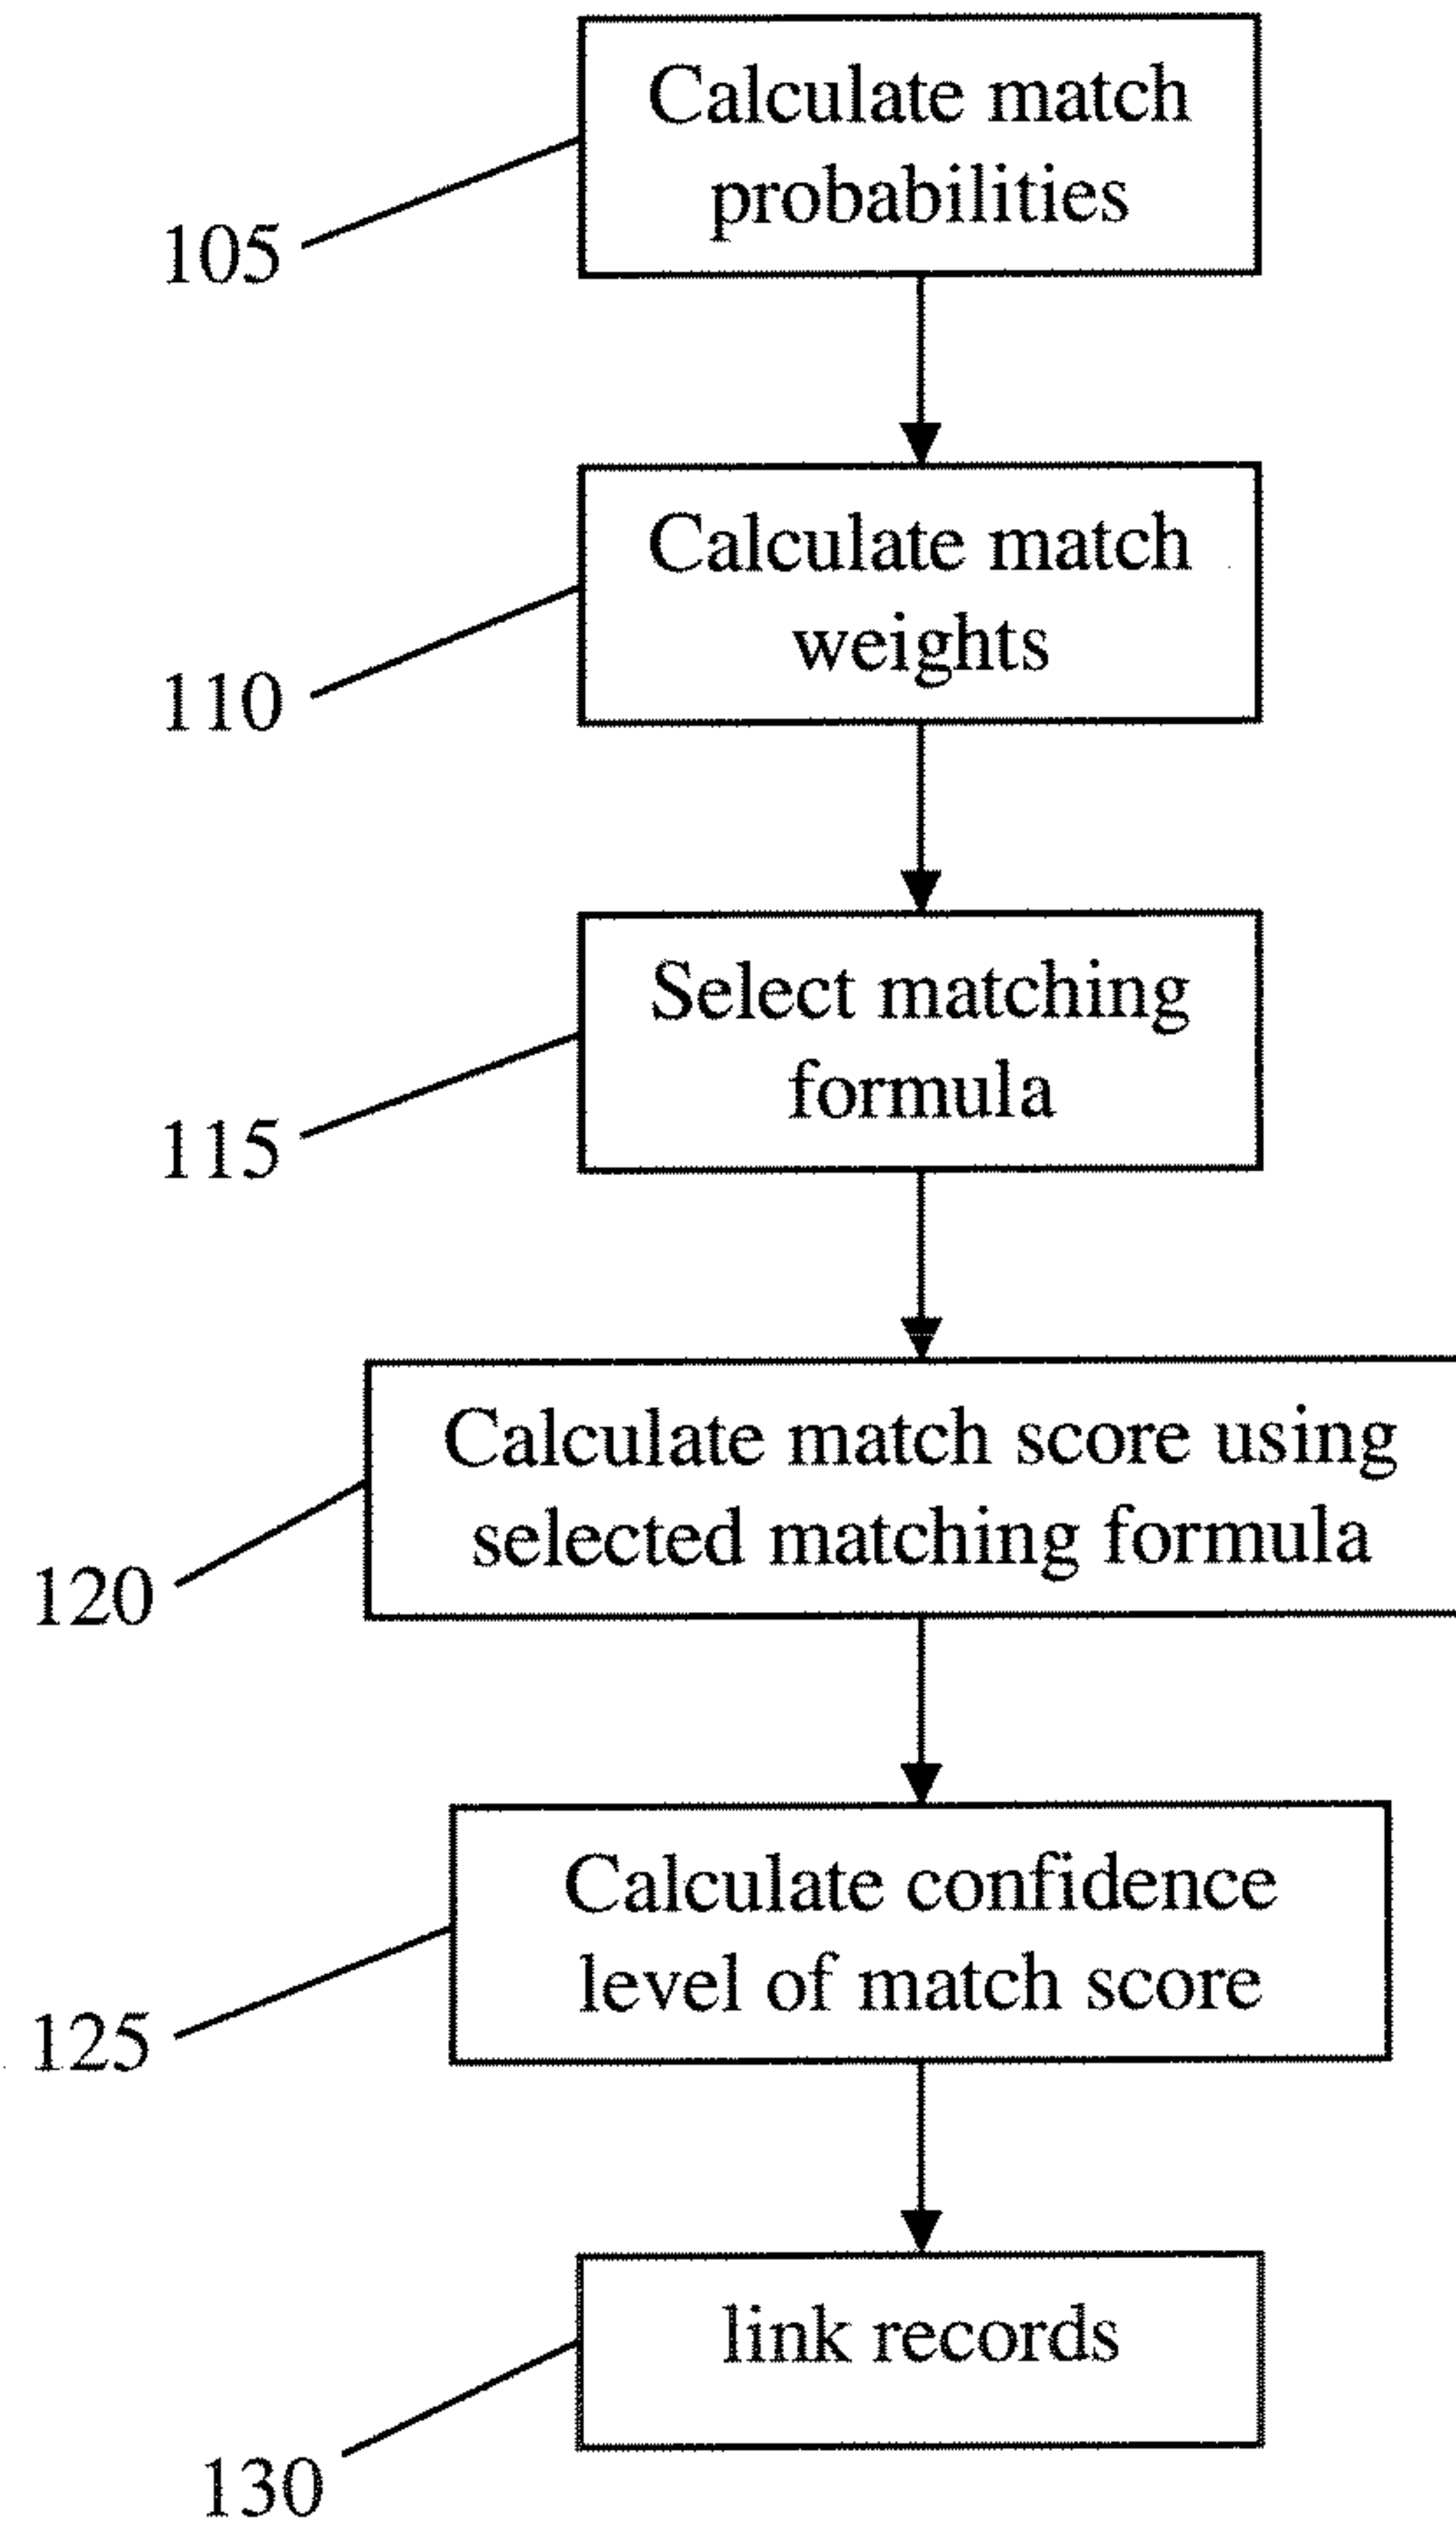 Calculate match
probabilities
105
Calculate match
weights
110
Select matching
formula
115
Calculate match score using
selected matching formula
120
Calculate confidence
level of match score
125
link records
130